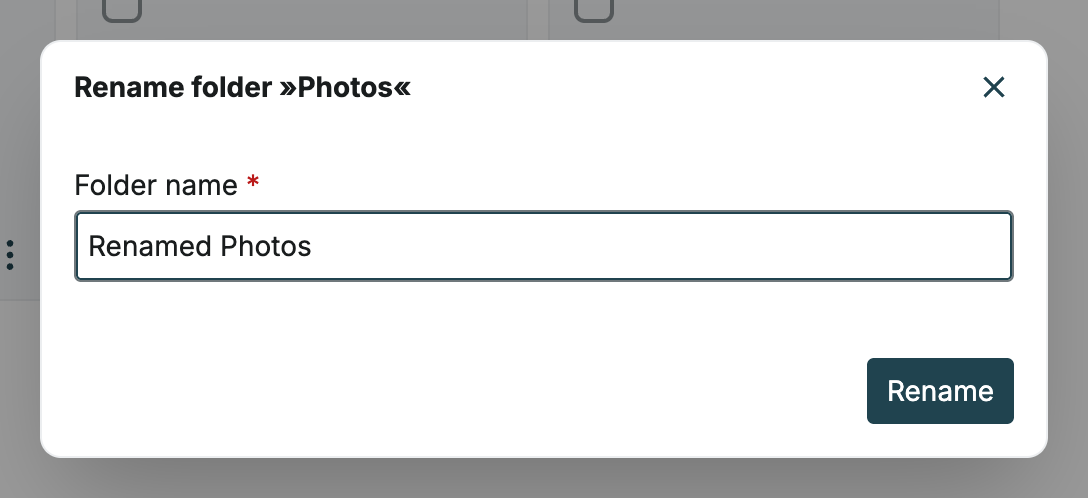 Rename folder »Photos«
Folder name *
Renamed Photos
Rename